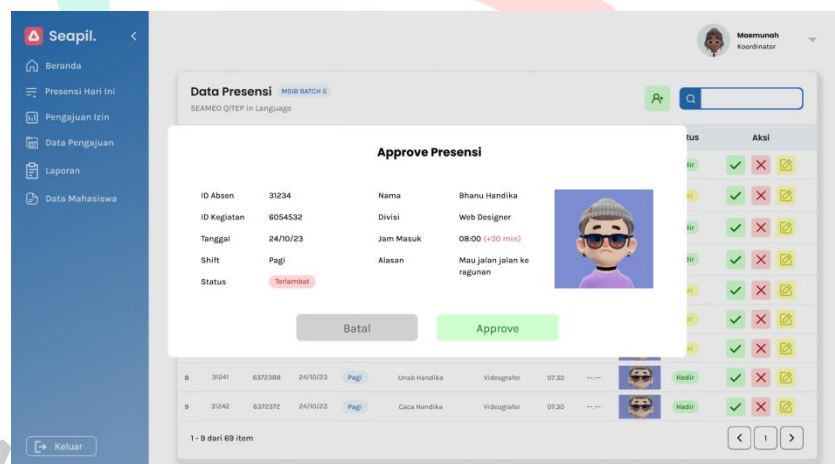 Seapil.
Maemunah
Koordinator
Beranda
Presensi Hari Ini
Pengajuan Izin
Data Pengajuan
Laporan
Data Mahasiswa
Keluar
Data Presensi MSIB BATCH 5
SEAMEO QITEP in Language
tus Aksi
Approve Presensi
ID Absen 31234 Nama Bhanu Handika
ID Kegiatan 6054532 Divisi Web Designer
Tanggal 24/10/23 Jam Masuk 08:00 (+30 min)
Shift Pagi Alasan Mau jalan jalan ke
ragunan
Status Terlambat
Batal Approve
8 31241 6372388 24/10/23 Pagi Unab Handika Videografer 07.30 --.-- Hadir
9 31242 6372372 24/10/23 Pagi Caca Handika Videografer 07.30 --.-- Hadir
1 - 9 dari 69 item
1